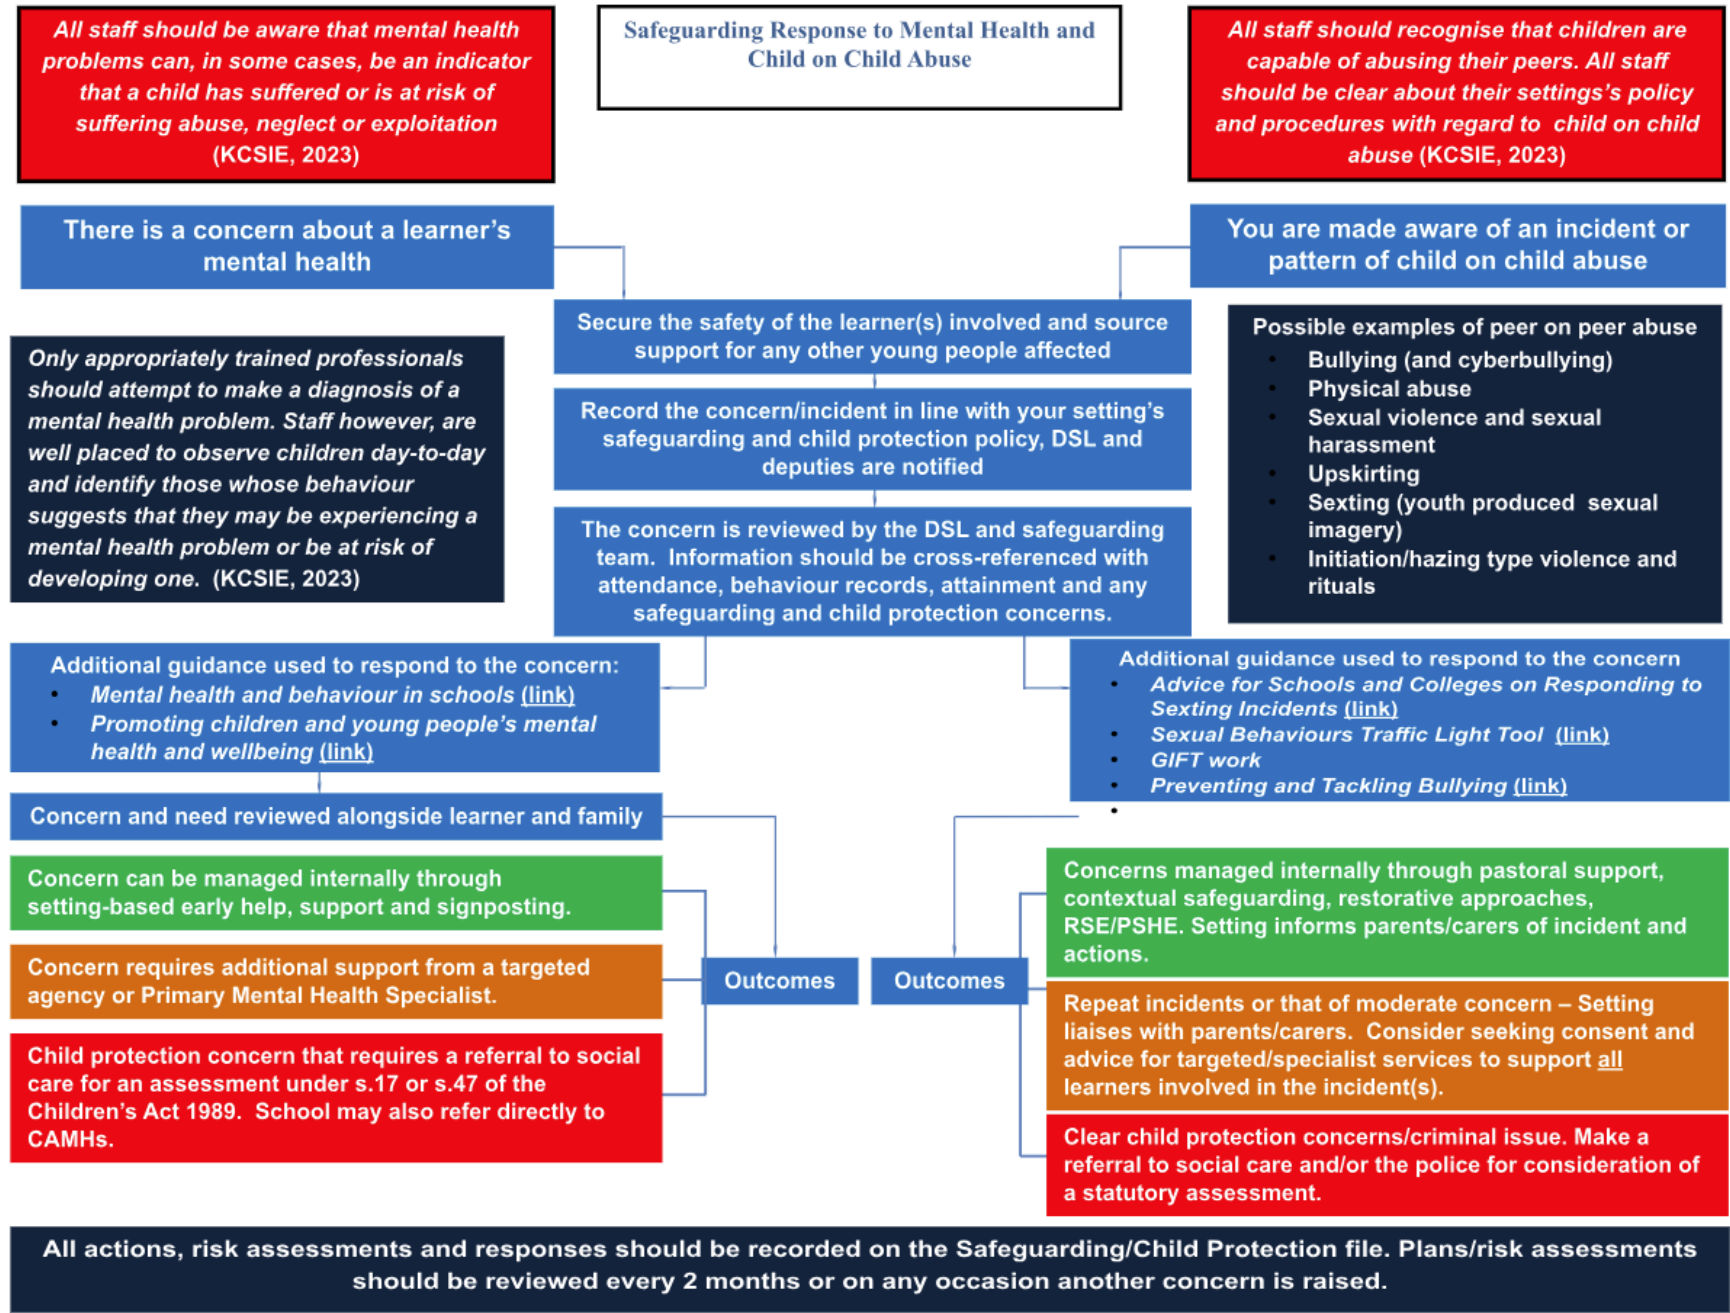 All staff should be aware that mental health
problems can, in some cases, be an indicator
that a child has suffered or is at risk of
suffering abuse, neglect or exploitation
(KCSIE, 2023)
Safeguarding Response to Mental Health and
Child on Child Abuse
All staff should recognise that children are
capable of abusing their peers. All staff
should be clear about their settings's policy
and procedures with regard to child on child
abuse (KCSIE, 2023)
There is a concern about a learner's
mental health
You are made aware of an incident or
pattern of child on child abuse
Secure the safety of the learner(s) involved and source
support for any other young people affected
Only appropriately trained professionals
should attempt to make a diagnosis of a
mental health problem. Staff however, are
well placed to observe children day-to-day
and identify those whose behaviour
suggests that they may be experiencing a
mental health problem or be at risk of
developing one. (KCSIE, 2023)
Record the concern/incident in line with your setting's
safeguarding and child protection policy, DSL and
deputies are notified
Possible examples of peer on peer abuse
• Bullying (and cyberbullying)
• Physical abuse
• Sexual violence and sexual
harassment
• Upskirting
• Sexting (youth produced sexual
imagery)
• Initiation/hazing type violence and
rituals
The concern is reviewed by the DSL and safeguarding
team. Information should be cross-referenced with
attendance, behaviour records, attainment and any
safeguarding and child protection concerns.
Additional guidance used to respond to the concern:
• Mental health and behaviour in schools (link)
• Promoting children and young people's mental
health and wellbeing (link)
Additional guidance used to respond to the concern
• Advice for Schools and Colleges on Responding to
Sexting Incidents (link)
• Sexual Behaviours Traffic Light Tool (link)
• GIFT work
• Preventing and Tackling Bullying (link)
•
Concern and need reviewed alongside learner and family
Concern can be managed internally through
setting-based early help, support and signposting.
Concern requires additional support from a targeted
agency or Primary Mental Health Specialist.
Child protection concern that requires a referral to social
care for an assessment under s.17 or s.47 of the
Children's Act 1989. School may also refer directly to
CAMHs.
Outcomes
Outcomes
Concerns managed internally through pastoral support,
contextual safeguarding, restorative approaches,
RSE/PSHE. Setting informs parents/carers of incident and
actions.
Repeat incidents or that of moderate concern – Setting
liaises with parents/carers. Consider seeking consent and
advice for targeted/specialist services to support all
learners involved in the incident(s).
Clear child protection concerns/criminal issue. Make a
referral to social care and/or the police for consideration of
a statutory assessment.
All actions, risk assessments and responses should be recorded on the Safeguarding/Child Protection file. Plans/risk assessments
should be reviewed every 2 months or on any occasion another concern is raised.